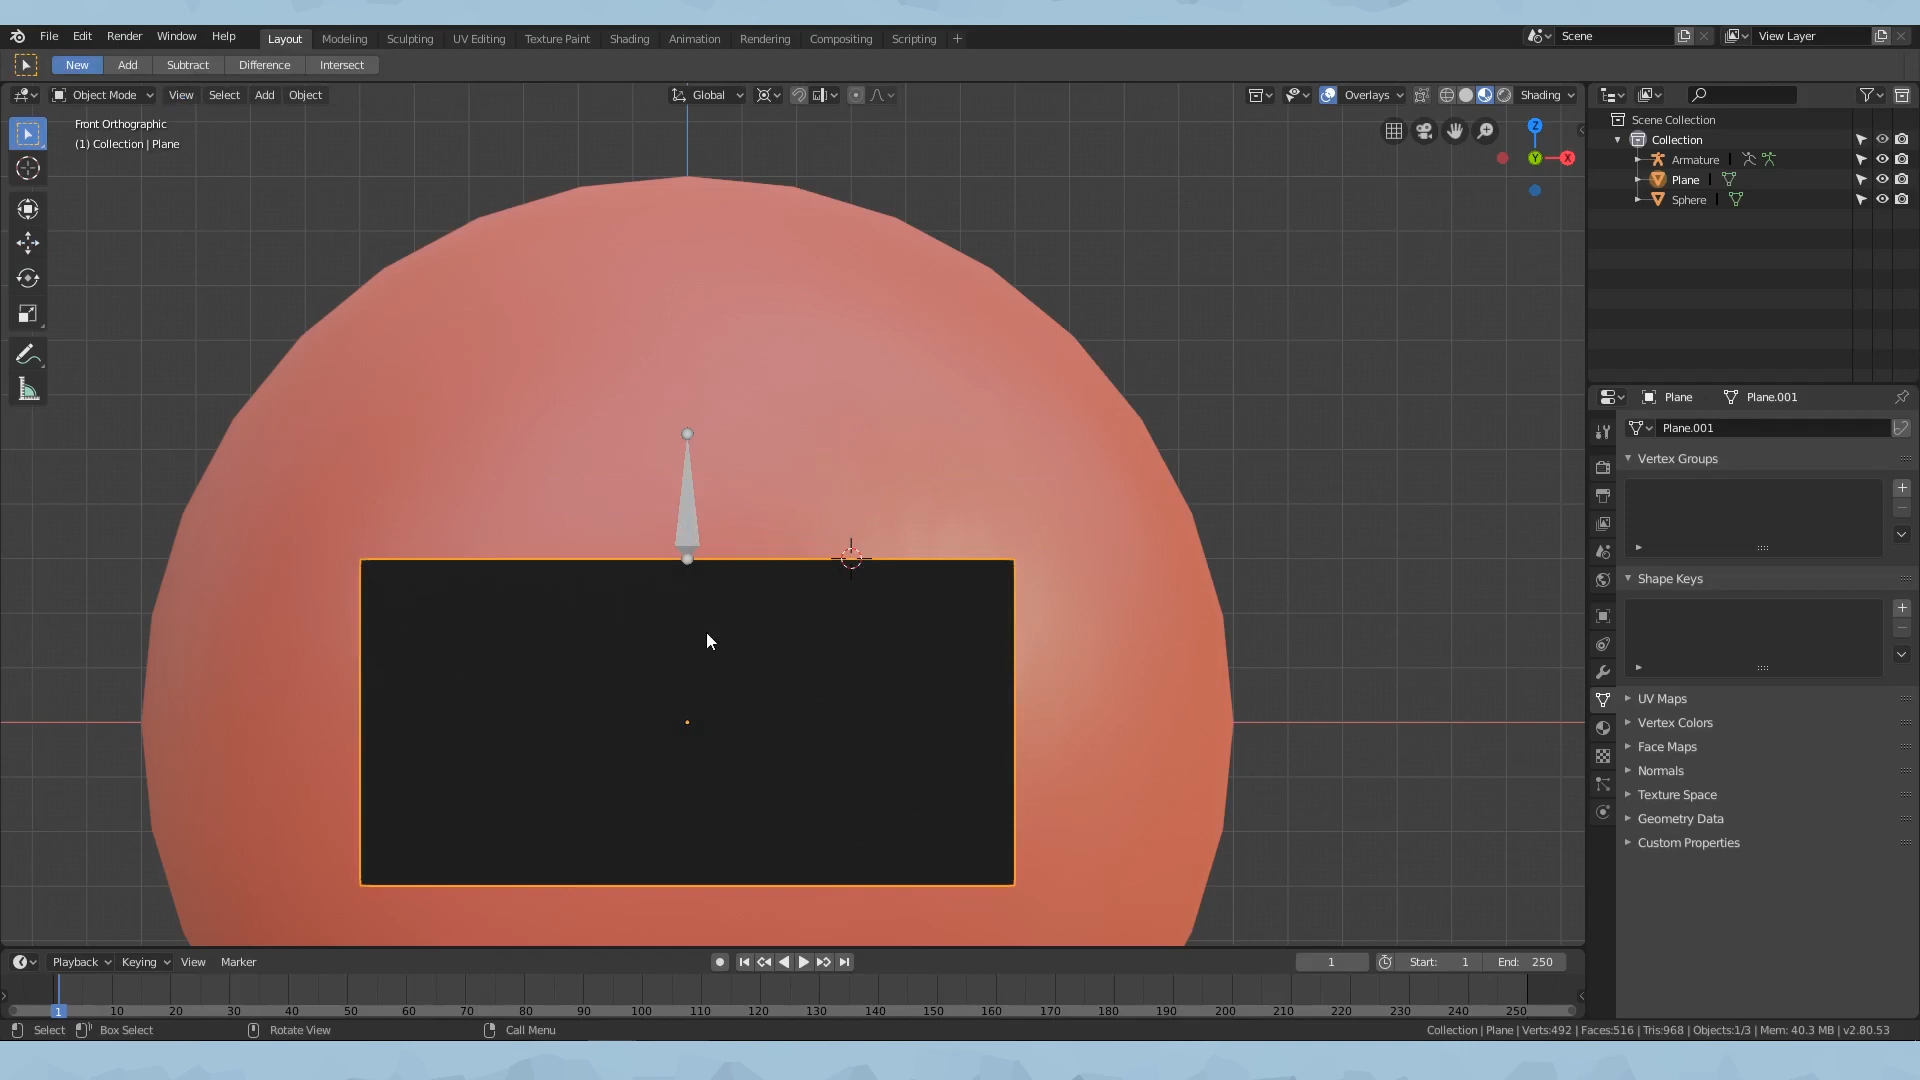 File Edit Render Window Help Layout Modeling Sculpting UV Editing Texture Paint Shading Animation Rendering Compositing Scripting + Scene View Layer
New Add Subtract Difference Intersect
Object Mode View Select Add Object Global Overlays Shading
Front Orthographic
(1) Collection | Plane
Z
Y
X
Scene Collection
Collection
Armature
Plane
Sphere
Plane Plane.001
Plane.001
Vertex Groups
Shape Keys
UV Maps
Vertex Colors
Face Maps
Normals
Texture Space
Geometry Data
Custom Properties
Playback Keying View Marker 1 Start: 1 End: 250
1 10 20 30 40 50 60 70 80 90 100 110 120 130 140 150 160 170 180 190 200 210 220 230 240 250
Select Box Select Rotate View Call Menu Collection | Plane | Verts:492 | Faces:516 | Tris:968 | Objects:1/3 | Mem: 40.3 MB | v2.80.53